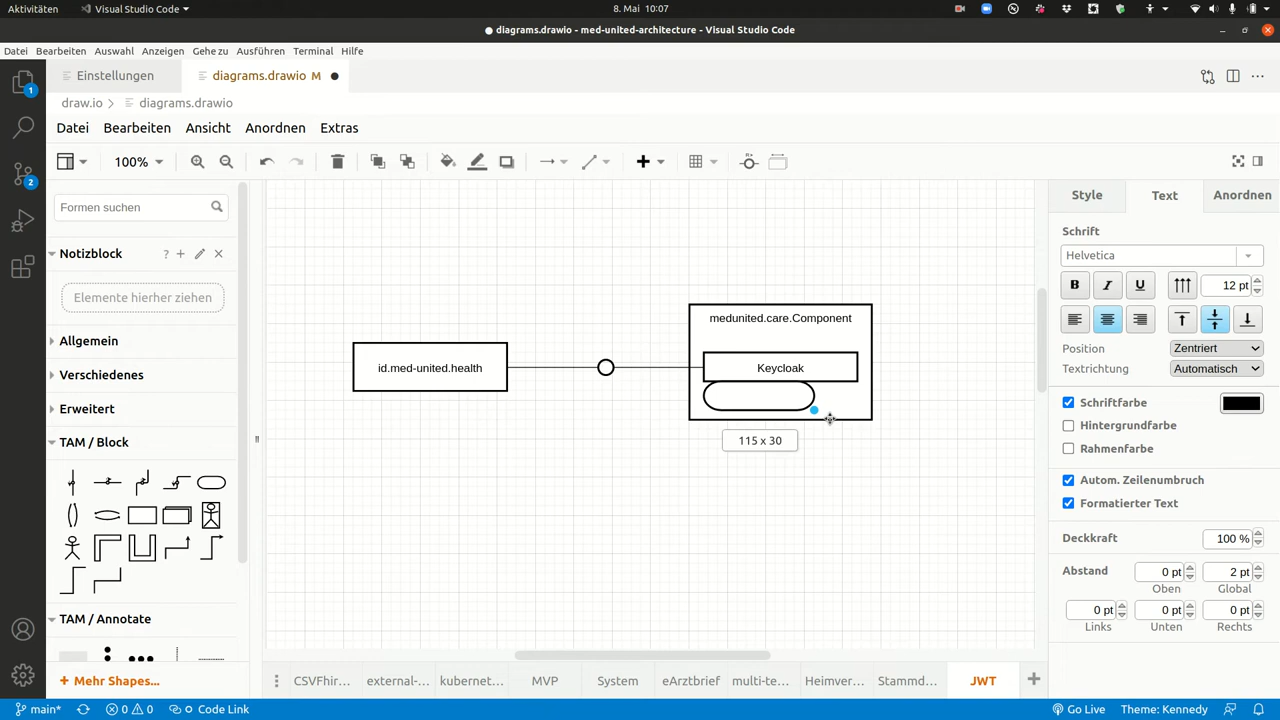 Aktivitäten
Visual Studio Code
8. Mai 10:07
diagrams.drawio - med-united-architecture - Visual Studio Code
Datei Bearbeiten Auswahl Anzeigen Gehe zu Ausführen Terminal Hilfe
Einstellungen
diagrams.drawio M
draw.io
diagrams.drawio
Datei Bearbeiten Ansicht Anordnen Extras
100%
Formen suchen
Notizblock
?
Elemente hierher ziehen
Allgemein
Verschiedenes
Erweitert
TAM / Block
TAM / Annotate
Mehr Shapes...
id.med-united.health
medunited.care.Component
Keycloak
115 x 30
Style Text Anordnen
Schrift
Helvetica
B I U 12 pt
Position Zentriert
Textrichtung Automatisch
Schriftfarbe
Hintergrundfarbe
Rahmenfarbe
Autom. Zeilenumbruch
Formatierter Text
Deckkraft 100 %
Abstand 0 pt 2 pt
Oben Global
0 pt 0 pt 0 pt
Links Unten Rechts
CSVFhir... external-... kubernet... MVP System eArztbrief multi-te... Heimver... Stammd... JWT
1
2
main* 0 0 0 Code Link
Go Live Theme: Kennedy